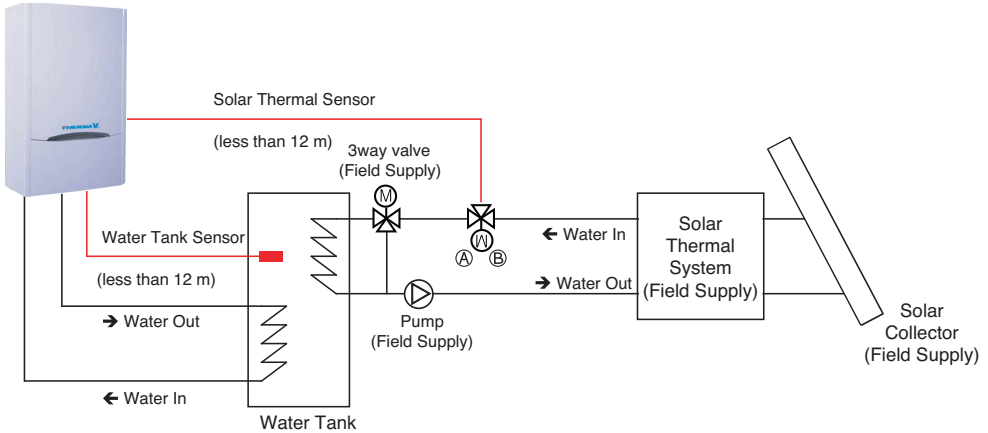 THERMA V.
Solar Thermal Sensor
(less than 12 m)
3way valve
(Field Supply)
M
Water Tank Sensor
(less than 12 m)
M
A B
← Water In
→ Water Out
Solar
Thermal
System
(Field Supply)
Pump
(Field Supply)
→ Water Out
← Water In
Water Tank
Solar
Collector
(Field Supply)